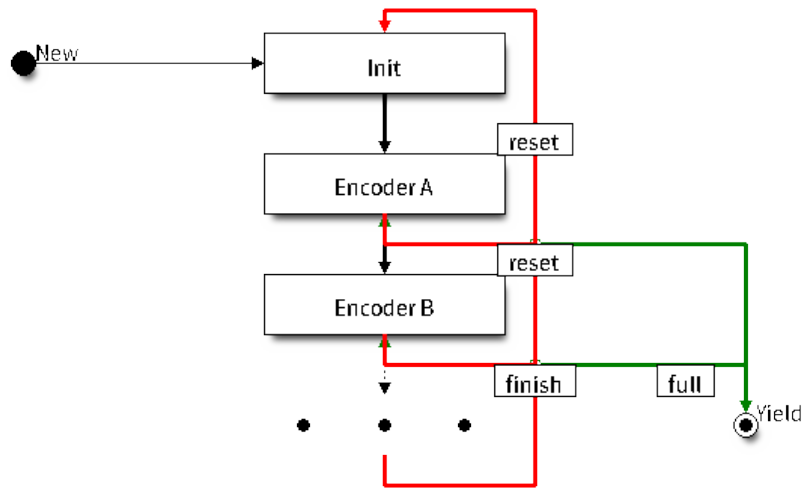 New
Init
reset
Encoder A
reset
Encoder B
finish
full
Yield